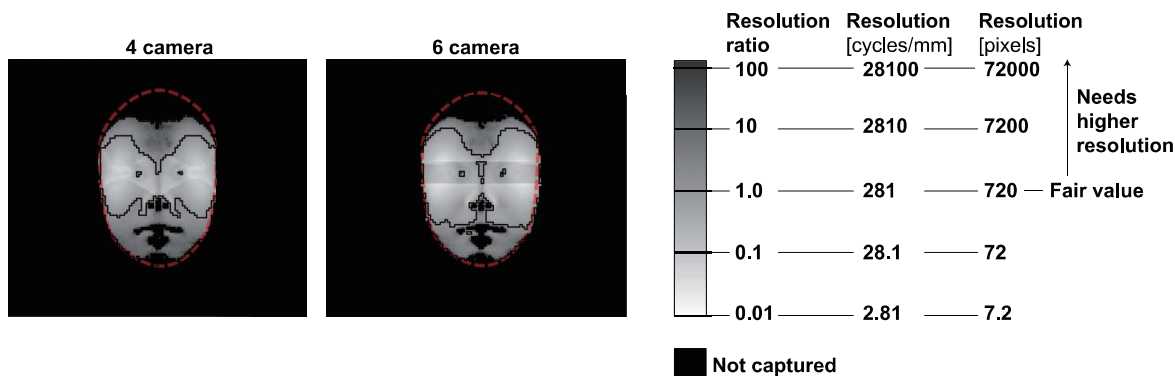 4 camera
6 camera
Resolution ratio
Resolution [cycles/mm]
Resolution [pixels]
100 28100 72000
10 2810 7200
1.0 281 720 Fair value
0.1 28.1 72
0.01 2.81 7.2
Needs
higher
resolution
Not captured